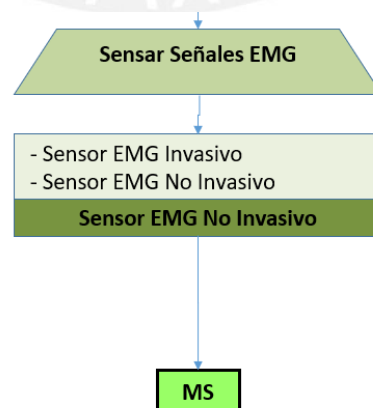 Sensar Señales EMG
- Sensor EMG Invasivo
- Sensor EMG No Invasivo
Sensor EMG No Invasivo
MS